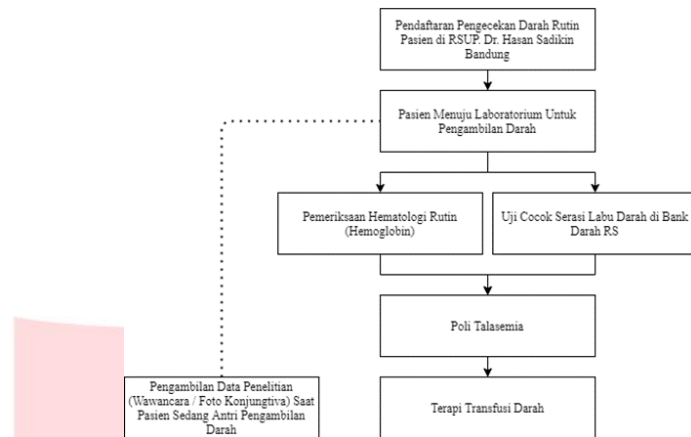 Pendaftaran Pengecekan Darah Rutin
Pasien di RSUP. Dr. Hasan Sadikin
Bandung
Pasien Menuju Laboratorium Untuk
Pengambilan Darah
Pemeriksaan Hematologi Rutin
(Hemoglobin)
Uji Cocok Serasi Labu Darah di Bank
Darah RS
Poli Talasemia
Pengambilan Data Penelitian
(Wawancara / Foto Konjungtiva) Saat
Pasien Sedang Antri Pengambilan
Darah
Terapi Transfusi Darah